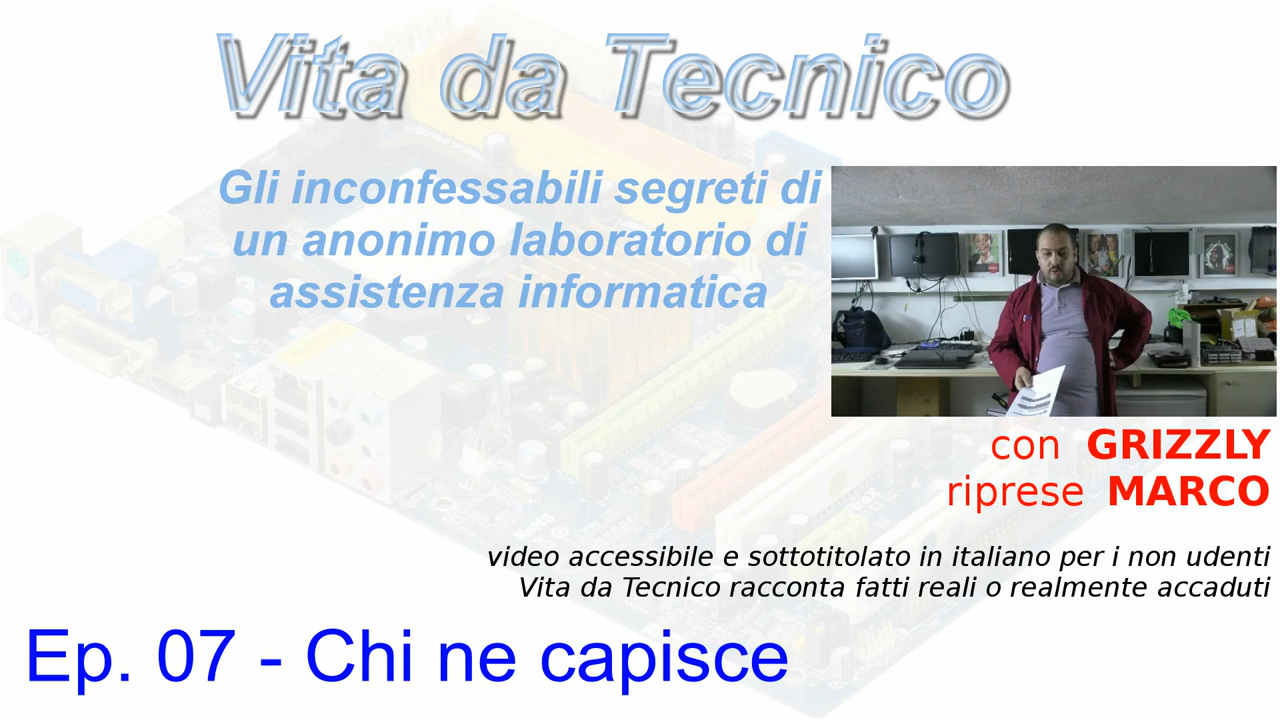 Vita da Tecnico
Gli inconfessabili segreti di
un anonimo laboratorio di
assistenza informatica
con GRIZZLY
riprese MARCO
video accessibile e sottotitolato in italiano per i non udenti
Vita da Tecnico racconta fatti reali o realmente accaduti
Ep. 07 - Chi ne capisce